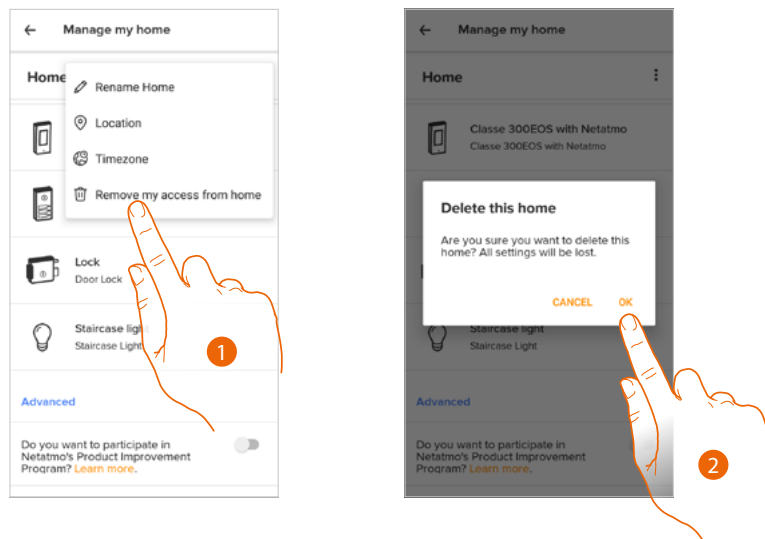 Manage my home
Home
Rename Home
Location
Timezone
Remove my access from home
Lock
Door Lock
Staircase ligh
Staircase Light
Advanced
Do you want to participate in
Netatmo's Product Improvement
Program? Learn more.
1
Manage my home
Home
Classe 300EOS with Netatmo
Classe 300EOS with Netatmo
Delete this home
Are you sure you want to delete this
home? All settings will be lost.
CANCEL OK
Staircase light
Staircase Light
Advanced
Do you want to participate in
Netatmo's Product Improvement
Program? Learn more.
2